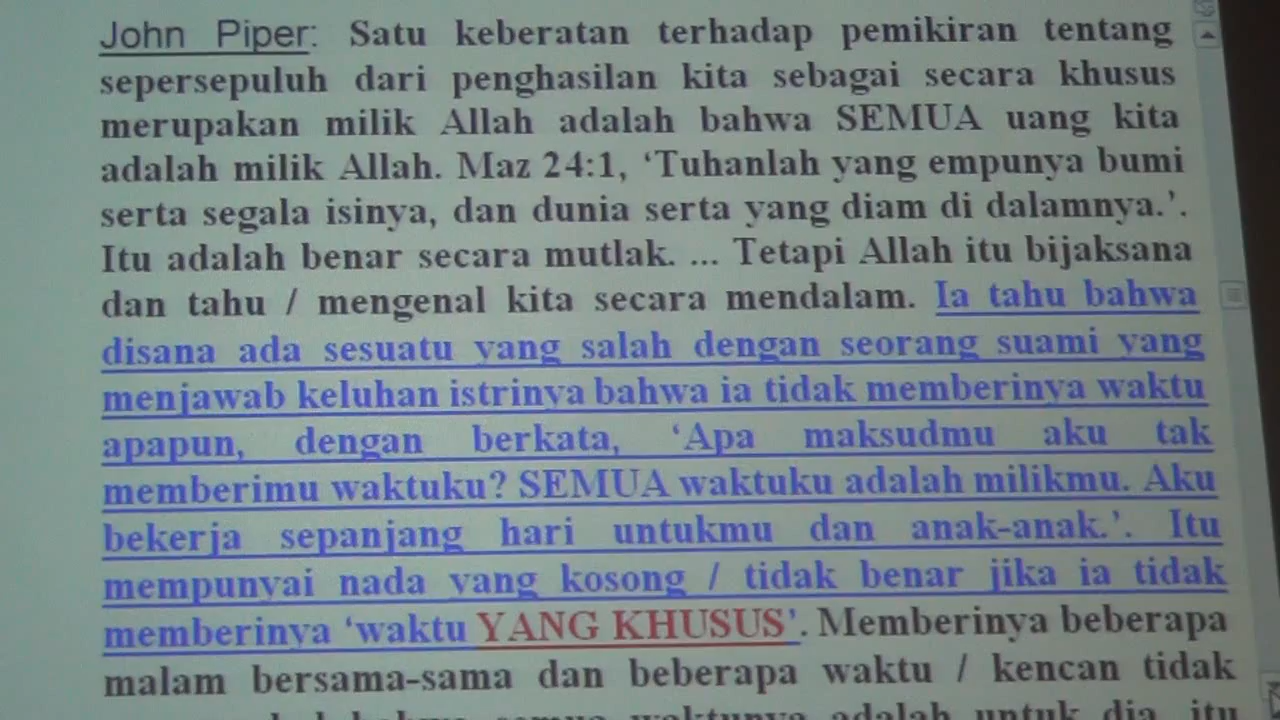 John Piper: Satu keberatan terhadap pemikiran tentang
sepersepuluh dari penghasilan kita sebagai secara khusus
merupakan milik Allah adalah bahwa SEMUA uang kita
adalah milik Allah. Maz 24:1, ‘Tuhanlah yang empunya bumi
serta segala isinya, dan dunia serta yang diam di dalamnya.’.
Itu adalah benar secara mutlak. ... Tetapi Allah itu bijaksana
dan tahu / mengenal kita secara mendalam. Ia tahu bahwa
disana ada sesuatu yang salah dengan seorang suami yang
menjawab keluhan istrinya bahwa ia tidak memberinya waktu
apapun, dengan berkata, ‘Apa maksudmu aku tak
memberimu waktuku? SEMUA waktuku adalah milikmu. Aku
bekerja sepanjang hari untukmu dan anak-anak.’. Itu
mempunyai nada yang kosong / tidak benar jika ia tidak
memberinya ‘waktu YANG KHUSUS’. Memberinya beberapa
malam bersama-sama dan beberapa waktu / kencan tidak
semua waktunya adalah untuk dia, itu